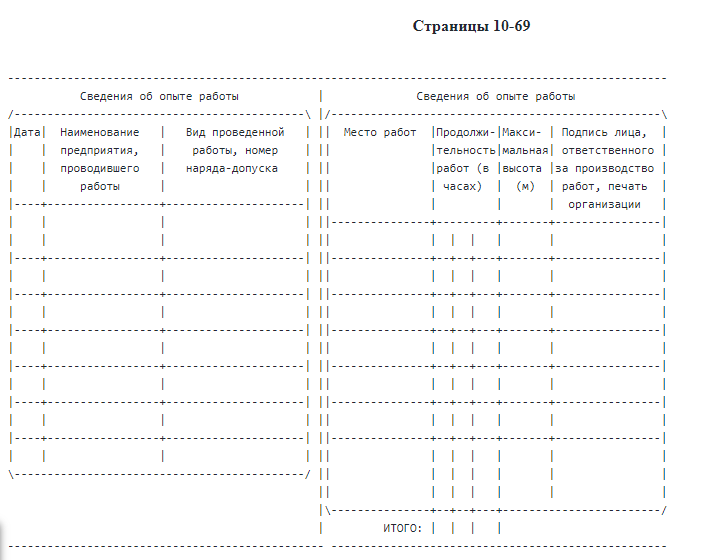 Страницы 10-69
Сведения об опыте работы
Дата Наименование предприятия, проводившего работы
Вид проведенной работы, номер наряда-допуска
Сведения об опыте работы
Место работ
Продолжи-
тельность
работ (в
часах)
Макси-
мальная
высота
(м)
Подпись лица,
ответственного
за производство
работ, печать
организации
ИТОГО: